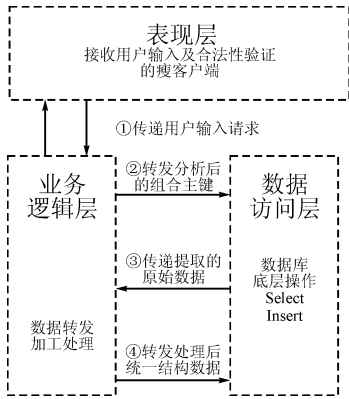 表现层
接收用户输入及合法性验证
的瘦客户端
①传递用户输入请求
业务
逻辑层
数据转发
加工处理
②转发分析后
的组合主键
③传递提取的
原始数据
④转发处理后
统一结构数据
数据
访问层
数据库
底层操作
Select
Insert